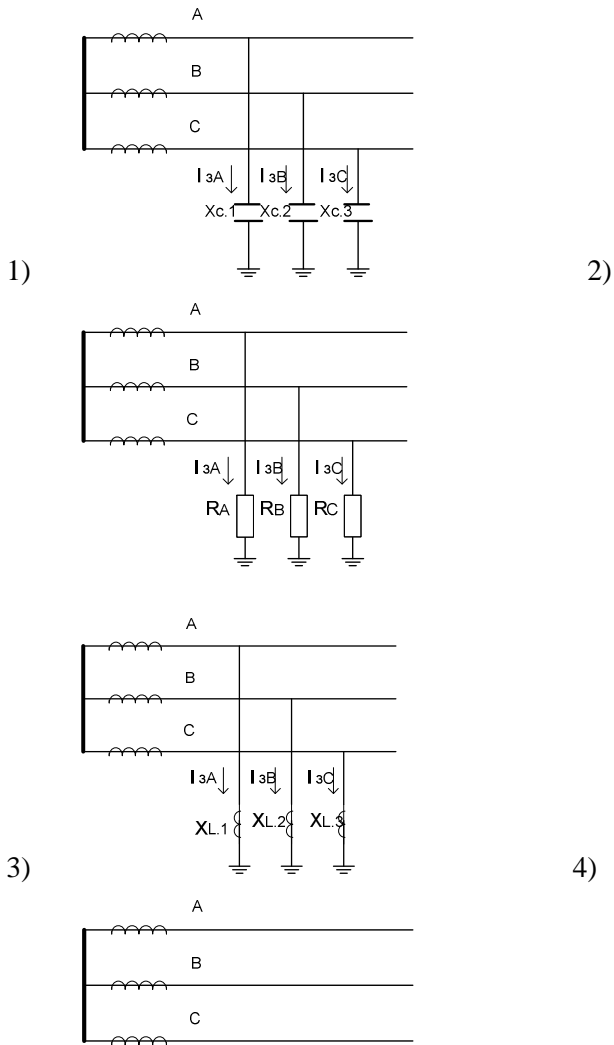 A
B
C
I зA I зB I зC
Xc.1 Xc.2 Xc.3
1) 2)
A
B
C
I зA I зB I зC
RA RB RC
A
B
C
I зA I зB I зC
XL.1 XL.2 XL.3
3) 4)
A
B
C